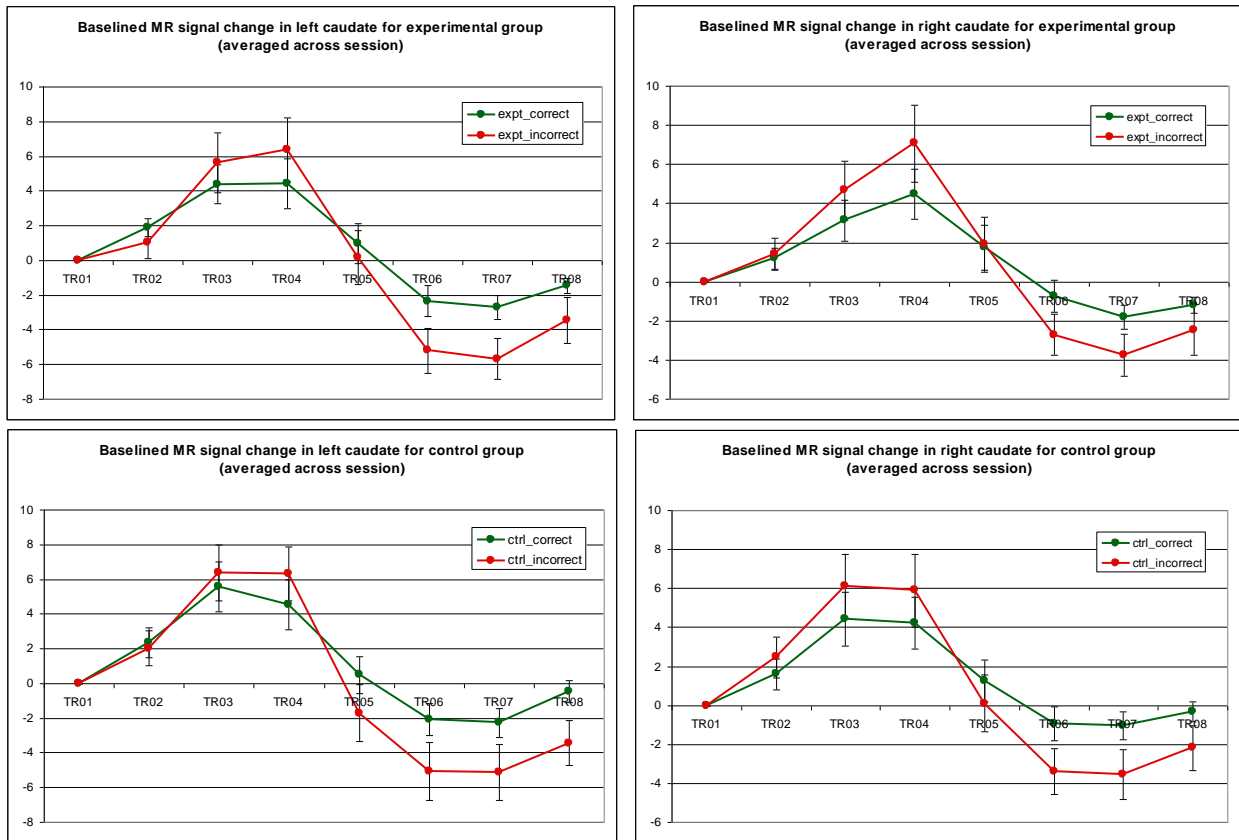 Baselined MR signal change in left caudate for experimental group
(averaged across session)
10
8
6
4
2
0
-2
-4
-6
-8
TR01 TR02 TR03 TR04 TR05 TR06 TR07 TR08
expt_correct
expt_incorrect
Baselined MR signal change in right caudate for experimental group
(averaged across session)
10
8
6
4
2
0
-2
-4
-6
TR01 TR02 TR03 TR04 TR05 TR06 TR07 TR08
expt_correct
expt_incorrect
Baselined MR signal change in left caudate for control group
(averaged across session)
10
8
6
4
2
0
-2
-4
-6
-8
TR01 TR02 TR03 TR04 TR05 TR06 TR07 TR08
ctrl_correct
ctrl_incorrect
Baselined MR signal change in right caudate for control group
(averaged across session)
10
8
6
4
2
0
-2
-4
-6
TR01 TR02 TR03 TR04 TR05 TR06 TR07 TR08
ctrl_correct
ctrl_incorrect